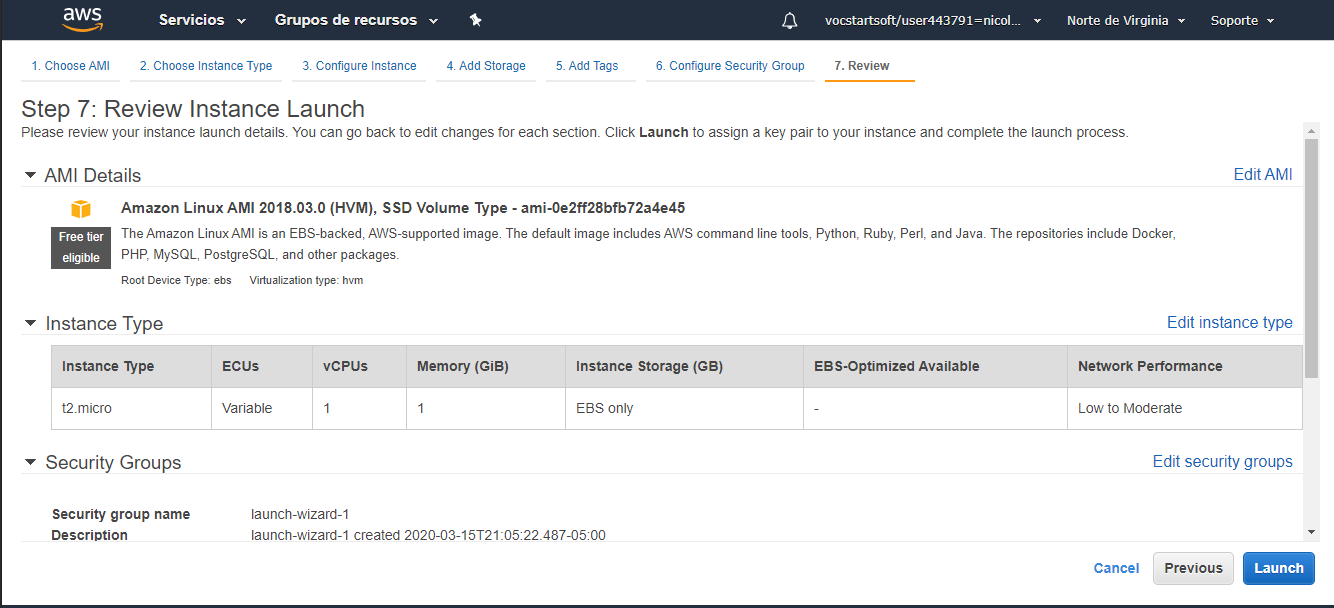 aws Servicios Grupos de recursos vocstartsoft/user443791=nicol... Norte de Virginia Soporte
1. Choose AMI 2. Choose Instance Type 3. Configure Instance 4. Add Storage 5. Add Tags 6. Configure Security Group 7. Review
Step 7: Review Instance Launch
Please review your instance launch details. You can go back to edit changes for each section. Click Launch to assign a key pair to your instance and complete the launch process.
AMI Details Edit AMI
Amazon Linux AMI 2018.03.0 (HVM), SSD Volume Type - ami-0e2ff28bfb72a4e45
Free tier
eligible
The Amazon Linux AMI is an EBS-backed, AWS-supported image. The default image includes AWS command line tools, Python, Ruby, Perl, and Java. The repositories include Docker,
PHP, MySQL, PostgreSQL, and other packages.
Root Device Type: ebs Virtualization type: hvm
Instance Type Edit instance type
Instance Type ECUs vCPUs Memory (GiB) Instance Storage (GB) EBS-Optimized Available Network Performance
t2.micro Variable 1 1 EBS only - Low to Moderate
Security Groups Edit security groups
Security group name launch-wizard-1
Description launch-wizard-1 created 2020-03-15T21:05:22.487-05:00
Cancel Previous Launch